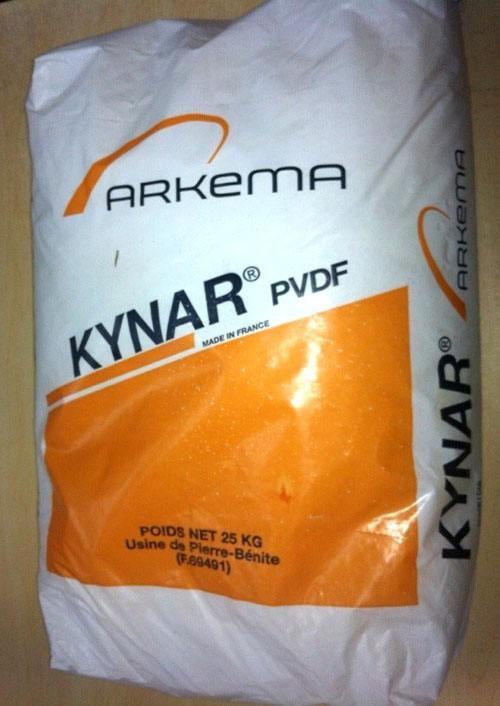 ARKEMA
KYNAR® PVDF
MADE IN FRANCE
POIDS NET 25 KG
Usine de Pierre-Bénite
(F.69491)
KYNAR®
ARKEMA